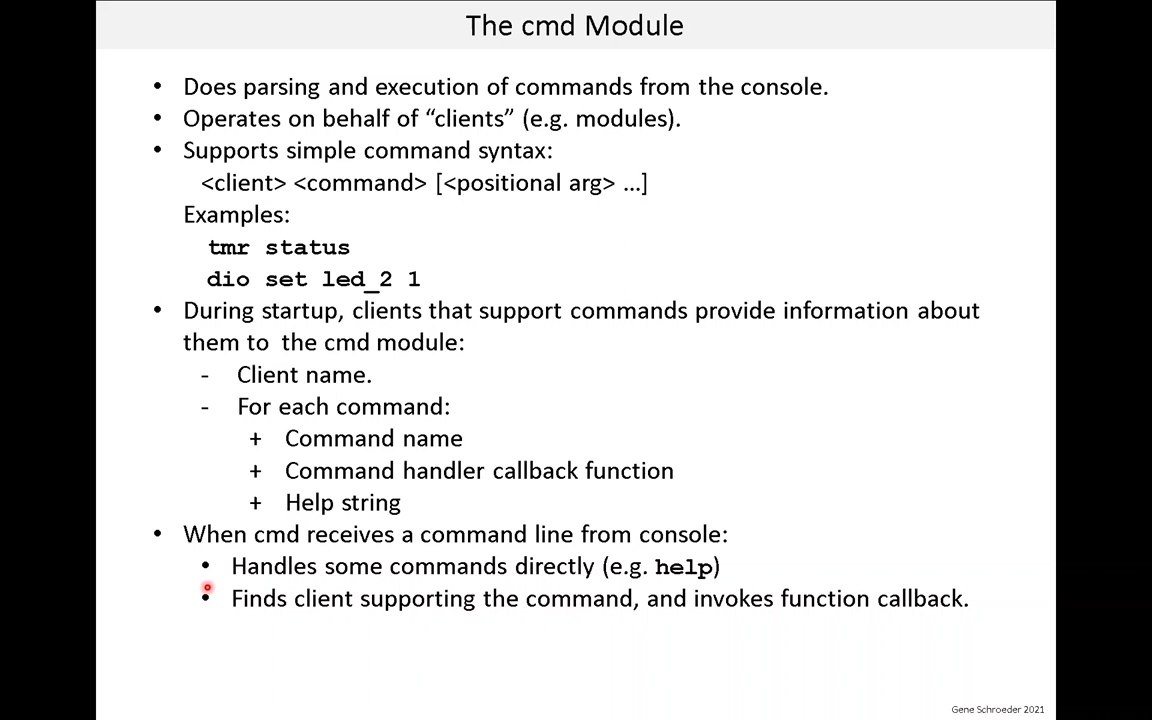 The cmd Module
• Does parsing and execution of commands from the console.
• Operates on behalf of “clients” (e.g. modules).
• Supports simple command syntax:
<client> <command> [<positional arg> ...]
Examples:
tmr status
dio set led_2 1
• During startup, clients that support commands provide information about
them to the cmd module:
- Client name.
- For each command:
+ Command name
+ Command handler callback function
+ Help string
• When cmd receives a command line from console:
• Handles some commands directly (e.g. help)
• Finds client supporting the command, and invokes function callback.
Gene Schroeder 2021